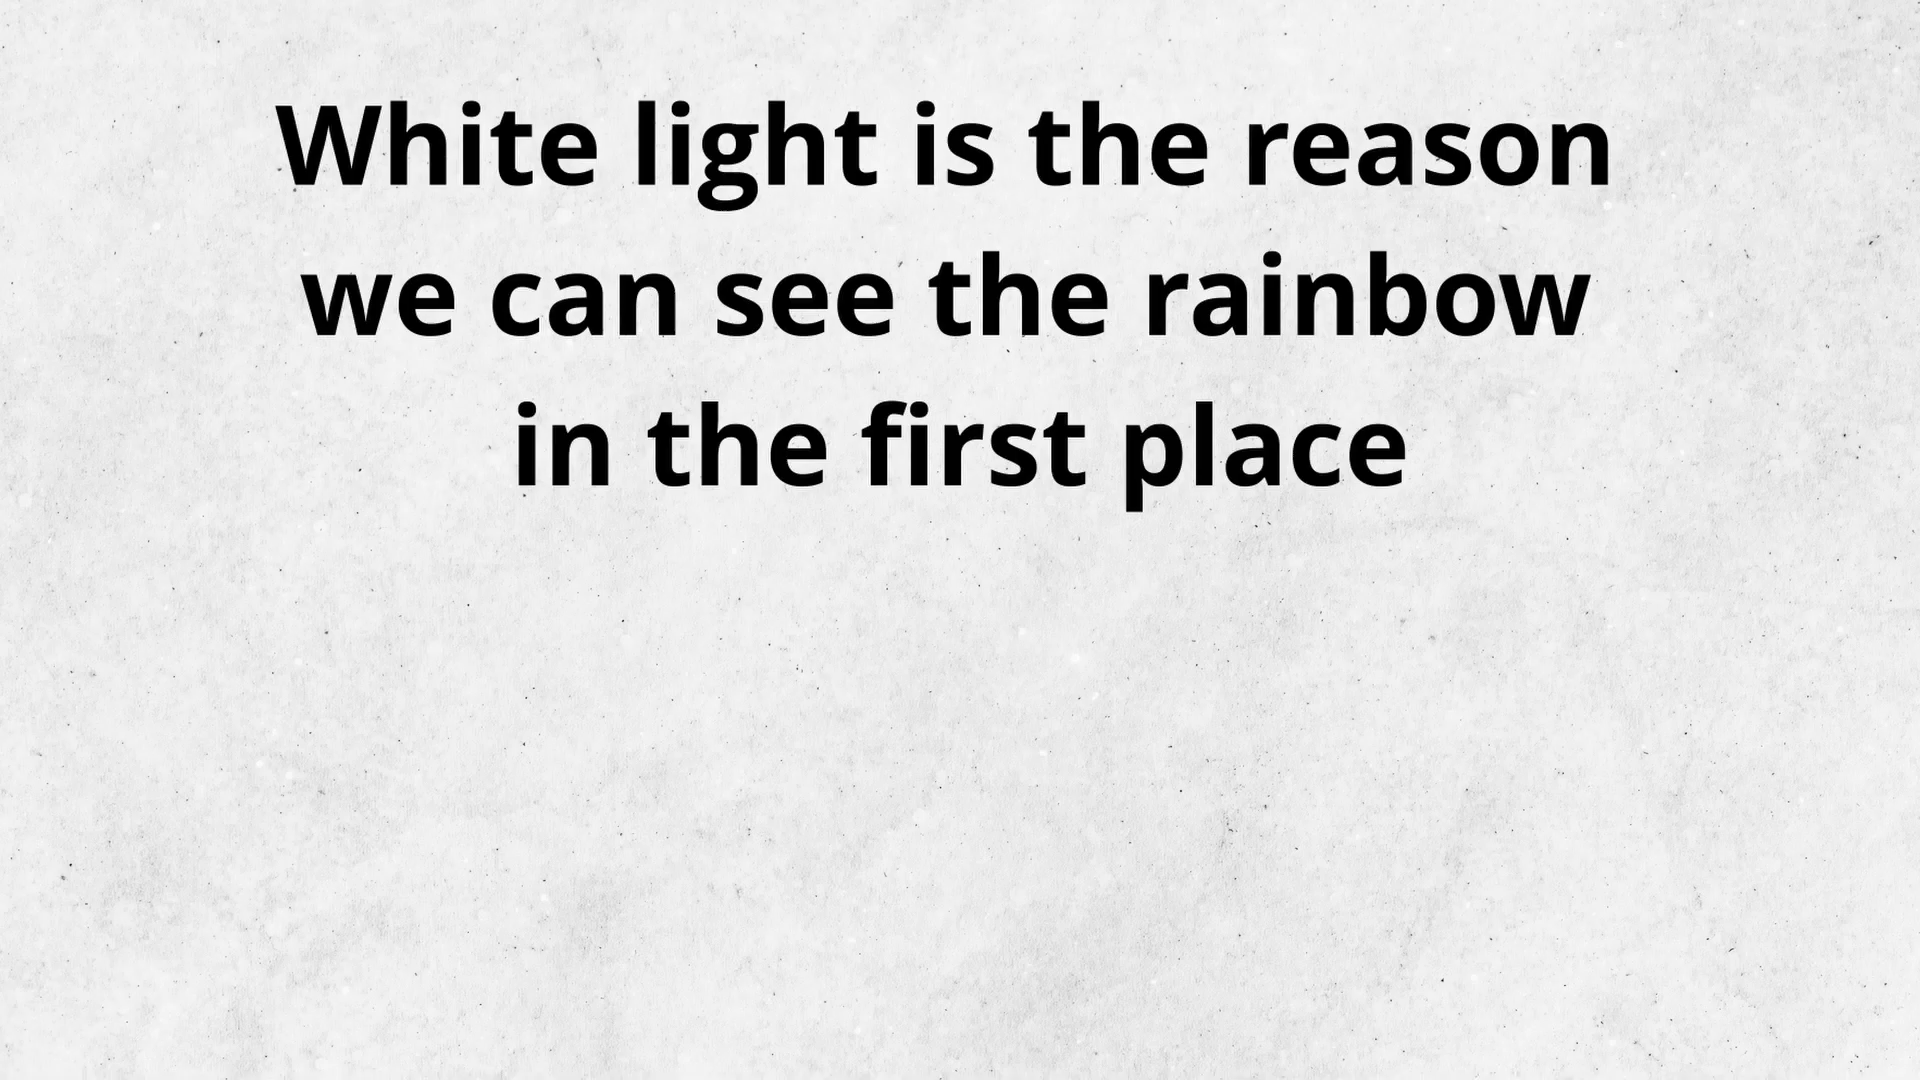 White light is the reason
we can see the rainbow
in the first place